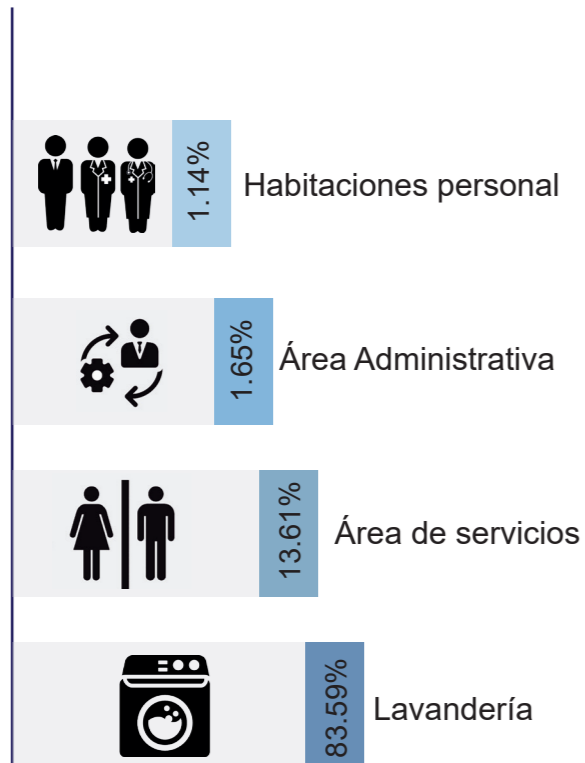 1.14%
Habitaciones personal
1.65%
Área Administrativa
13.61%
Área de servicios
83.59%
Lavandería